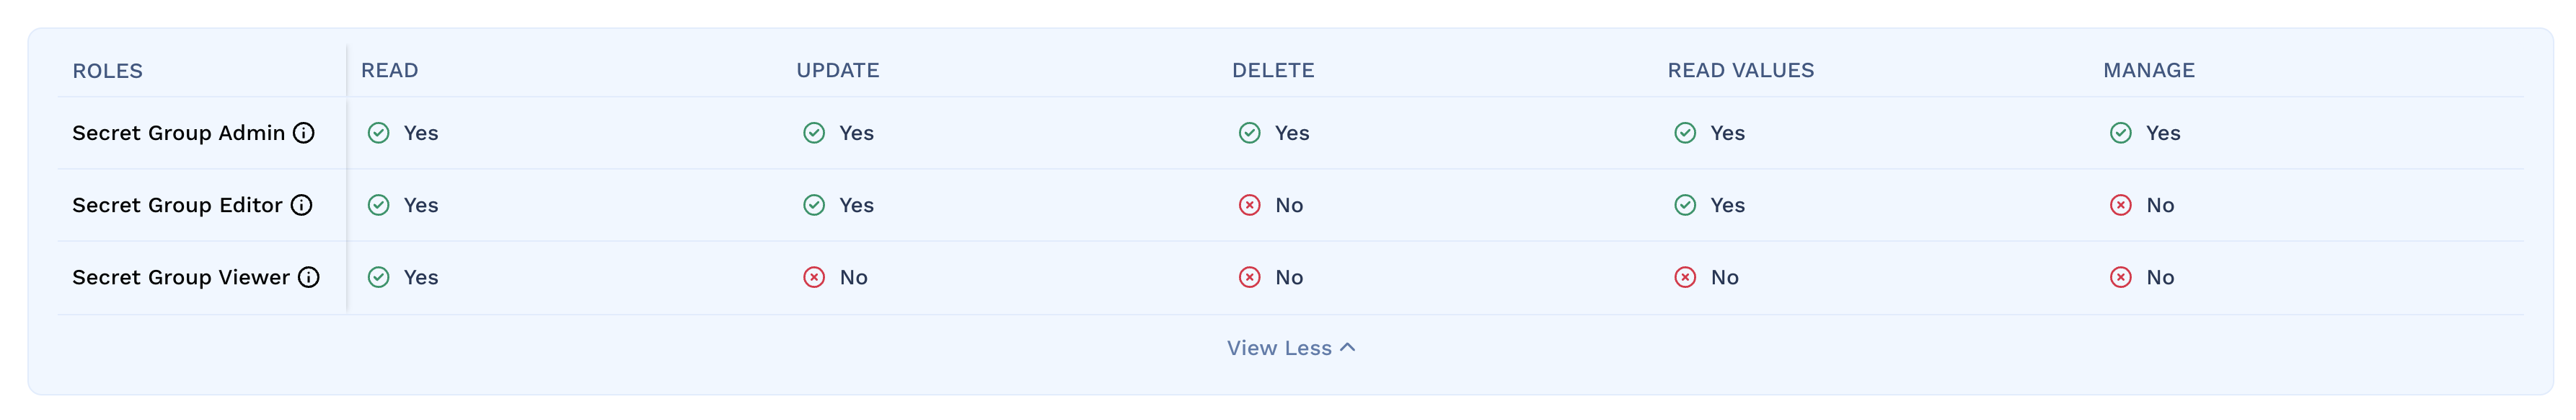 ROLES READ UPDATE DELETE READ VALUES MANAGE
Secret Group Admin Yes Yes Yes Yes Yes
Secret Group Editor Yes Yes No Yes No
Secret Group Viewer Yes No No No No
View Less